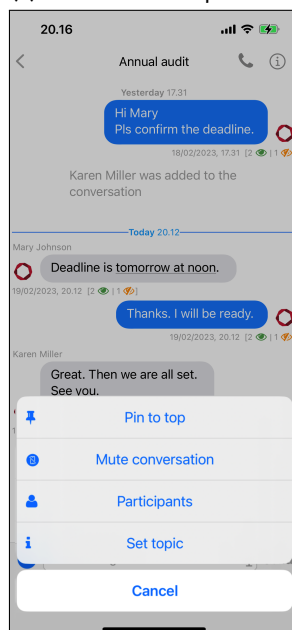 20.16
Annual audit
Yesterday 17.31
Hi Mary
Pls confirm the deadline.
18/02/2023, 17.31 [2 | 1
Karen Miller was added to the
conversation
Today 20.12
Mary Johnson
Deadline is tomorrow at noon.
19/02/2023, 20.12 [2 | 1 ]
Thanks. I will be ready.
19/02/2023, 20.12 [2 | 1
Karen Miller
Great. Then we are all set.
See you.
Pin to top
Mute conversation
Participants
Set topic
Cancel